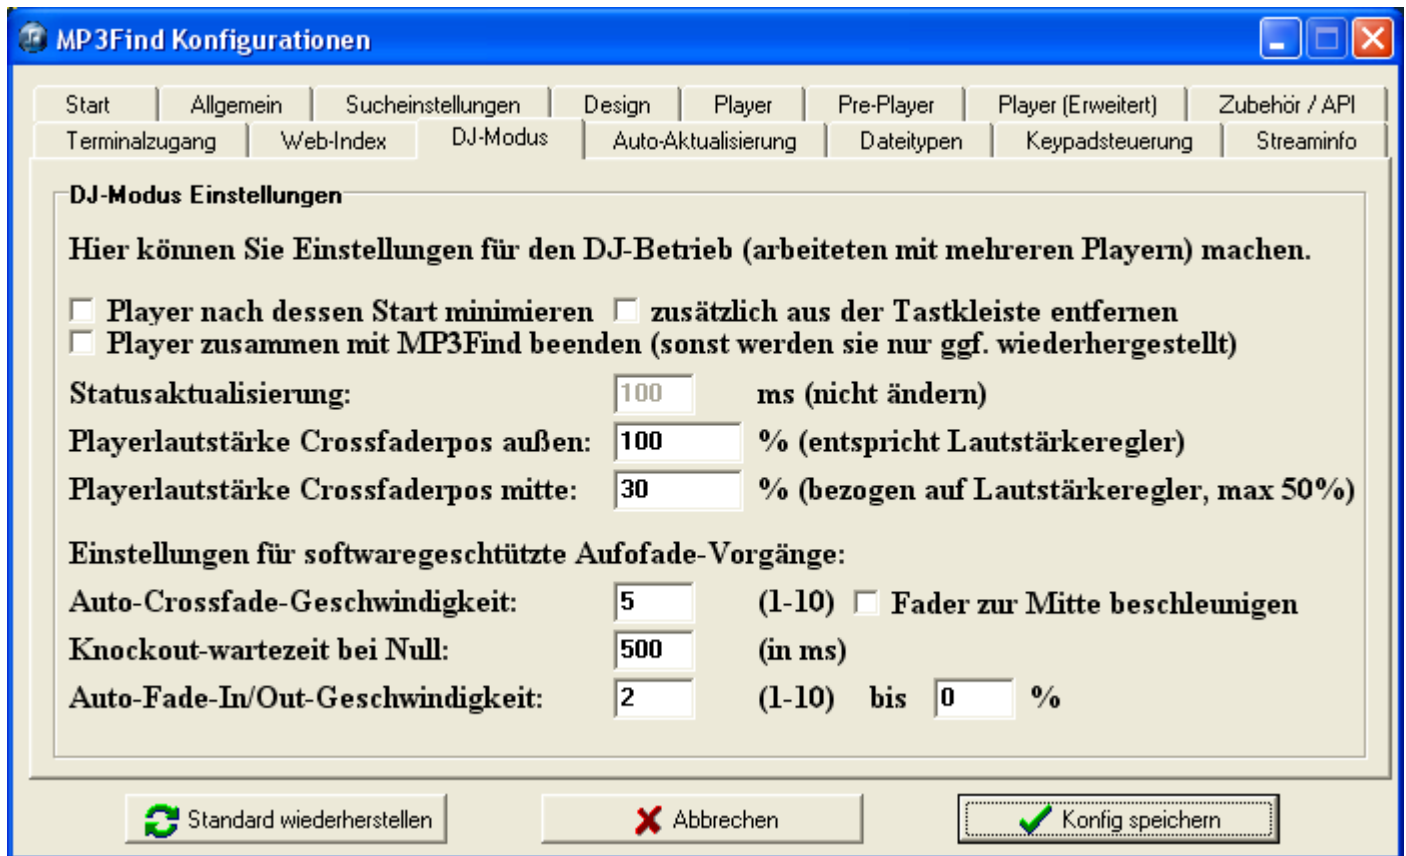 MP3Find Konfigurationen
Start Allgemein Sucheinstellungen Design Player Pre-Player Player (Erweitert) Zubehör / API
Terminalzugang Web-Index DJ-Modus Auto-Aktualisierung Dateitypen Keypadsteuerung Streaminfo
DJ-Modus Einstellungen
Hier können Sie Einstellungen für den DJ-Betrieb (arbeiteten mit mehreren Playern) machen.
Player nach dessen Start minimieren zusätzlich aus der Tastkleiste entfernen
Player zusammen mit MP3Find beenden (sonst werden sie nur ggf. wiederhergestellt)
Statusaktualisierung: 100 ms (nicht ändern)
Playerlautstärke Crossfaderpos außen: 100 % (entspricht Lautstärkeregler)
Playerlautstärke Crossfaderpos mitte: 30 % (bezogen auf Lautstärkeregler, max 50%)
Einstellungen für softwaregeschtützte Aufofade-Vorgänge:
Auto-Crossfade-Geschwindigkeit: 5 (1-10) Fader zur Mitte beschleunigen
Knockout-wartezeit bei Null: 500 (in ms)
Auto-Fade-In/Out-Geschwindigkeit: 2 (1-10) bis 0 %
Standard wiederherstellen Abbrechen Konfig speichern